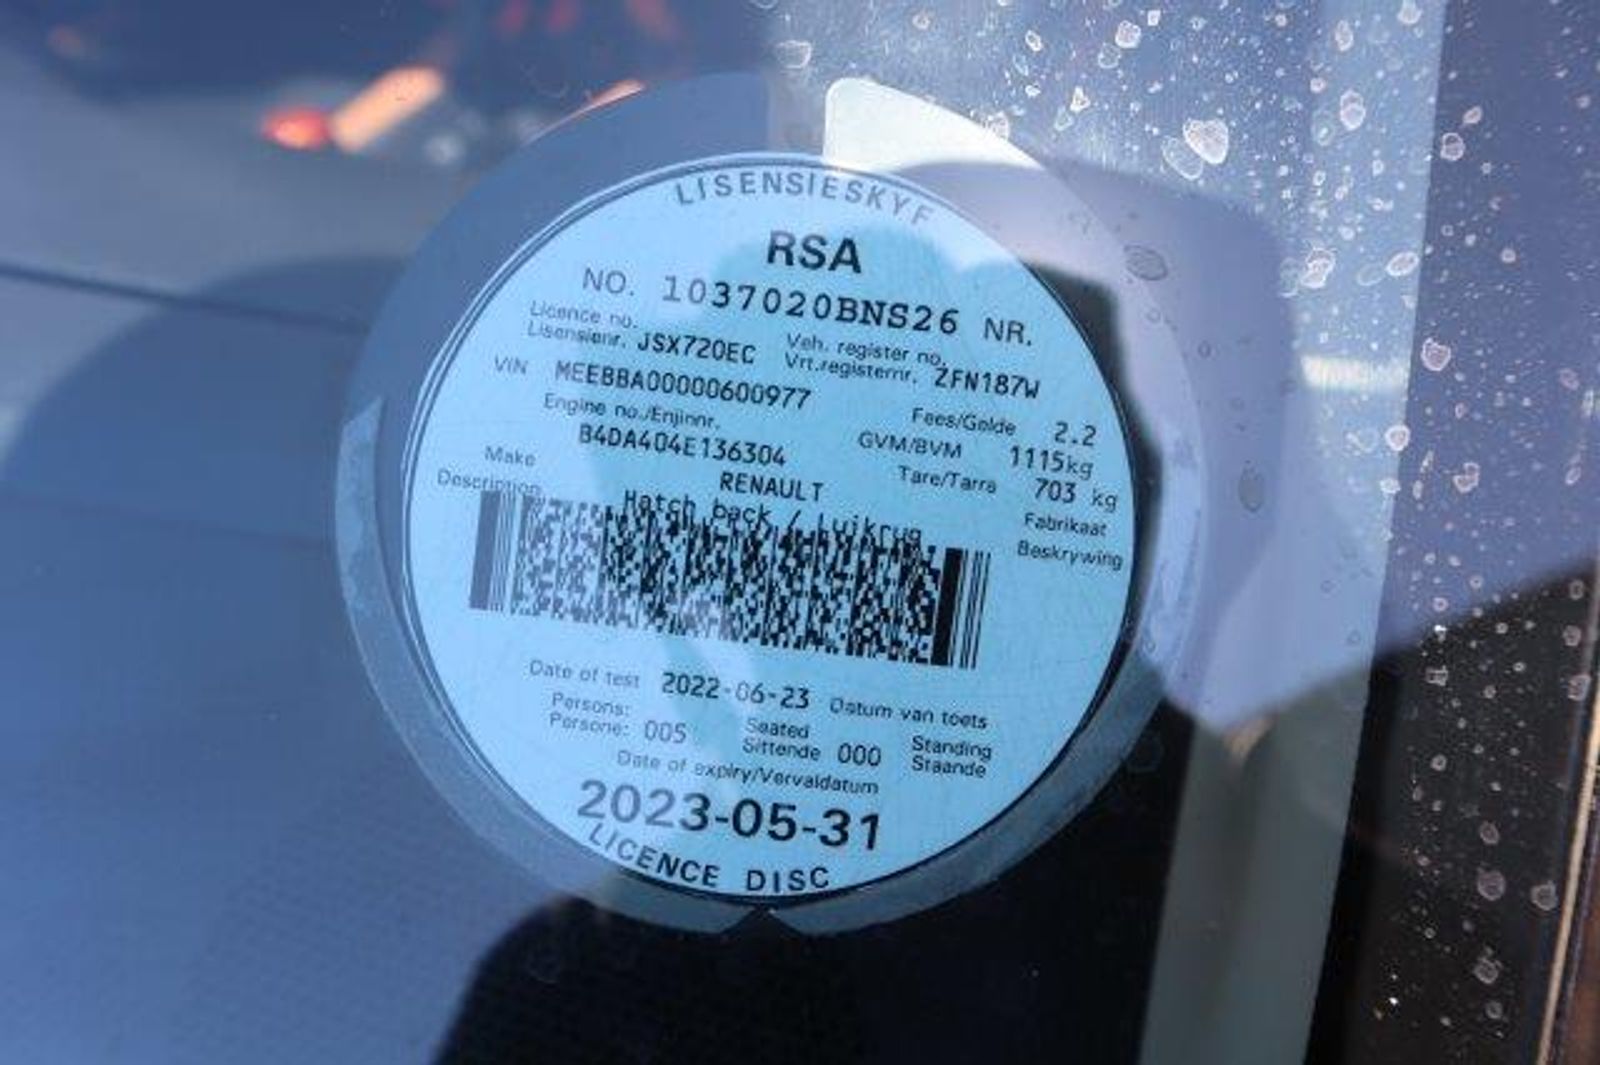 LISENSIESKYF
RSA
NO. 1037020BNS26 NR.
Licence no. Veh. register no.
Lisensienr. JSX720EC Vrt.registernr. ZFN187W
VIN MEEBBA00000600977
Engine no./Enjinnr. Fees/Gelde 2.2
B4DA404E136304 GVM/BVM 1115kg
Make RENAULT Tare/Tarra 703 kg
Fabrikaat
Description Hatch back / Luikrug Beskrywing
Date of test 2022-06-23 Datum van toets
Persons: Seated Standing
Persone: 005 Sittende 000 Staande
Date of expiry/Vervaldatum
2023-05-31
LICENCE DISC